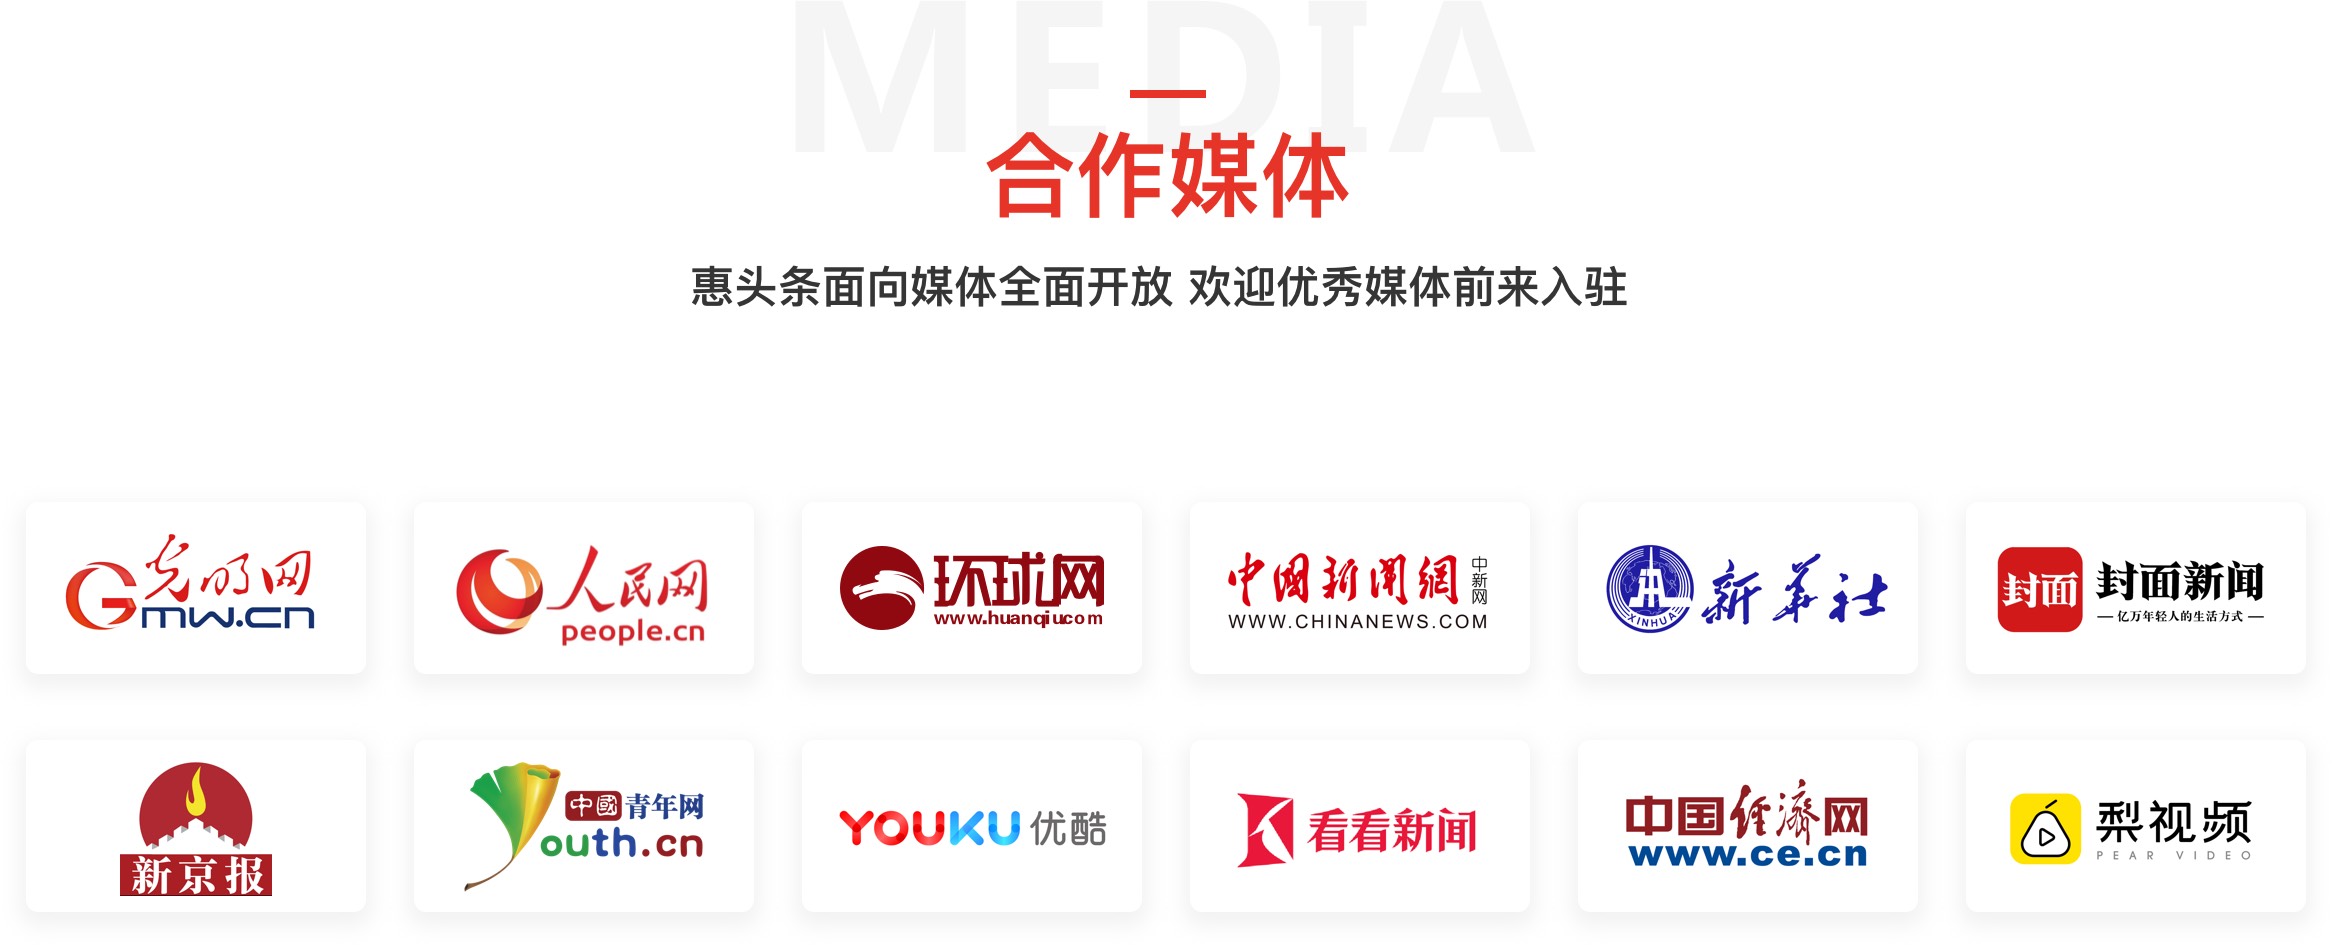 MEDIA
合作媒体
惠头条面向媒体全面开放 欢迎优秀媒体前来入驻
光明网
Gmw.cn
人民网
people.cn
环球网
www.huanqiu.com
中国新闻網 中新网
WWW.CHINANEWS.COM
XINHUA
新华社
封面
封面新闻
亿万年轻人的生活方式
新京报
中國 青年网
Youth.cn
YOUKU 优酷
看看新闻
中国经濟网
www.ce.cn
梨视频
PEAR VIDEO